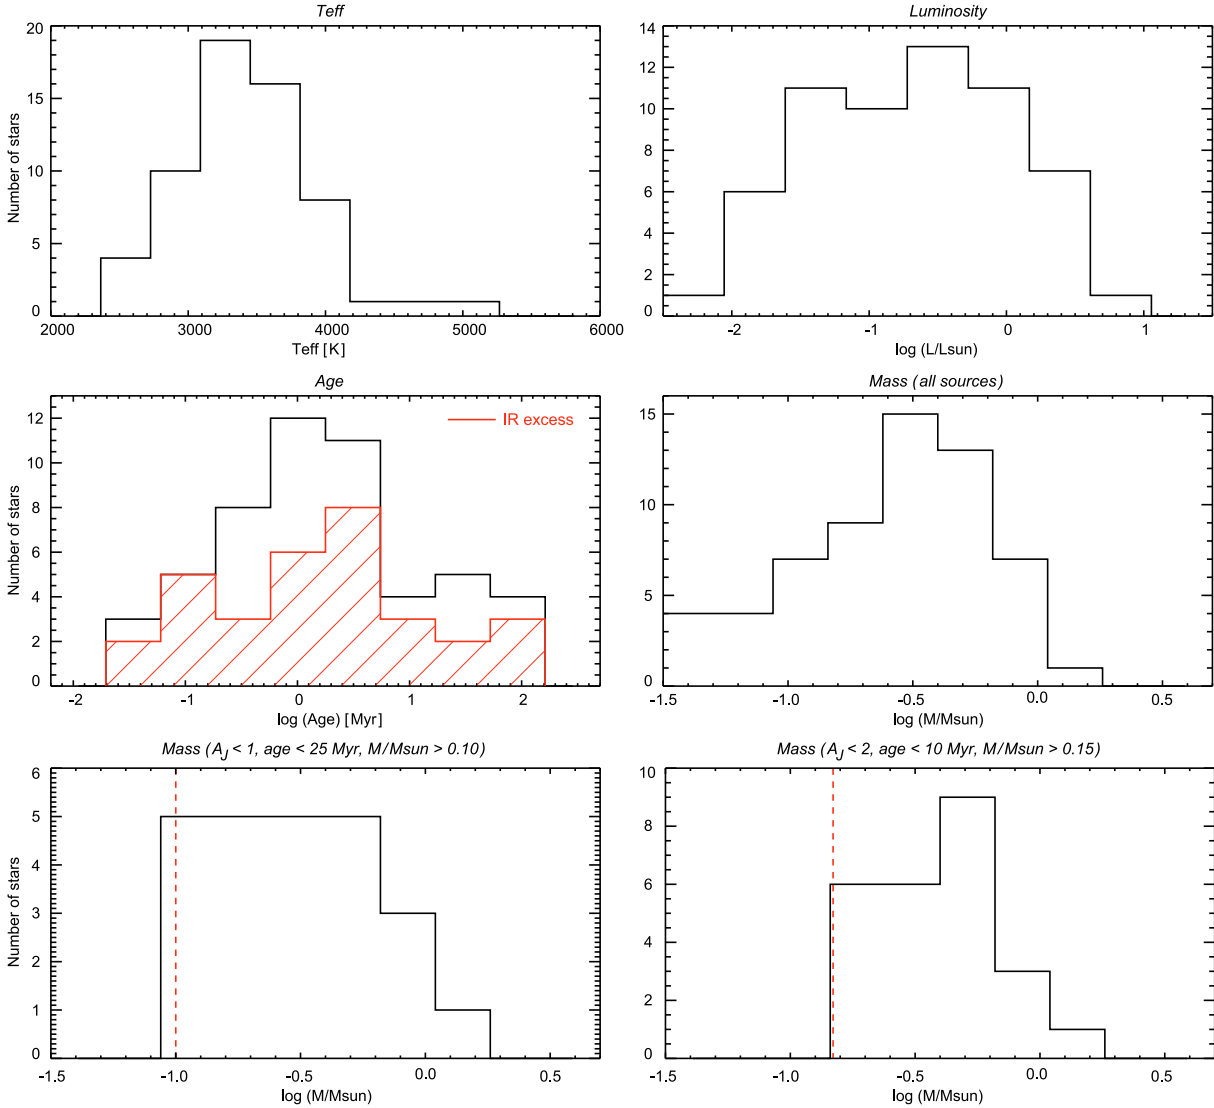 Teff
Luminosity
20
15
10
5
0
Number of stars
2000 3000 4000 5000 6000
Teff [K]
14
12
10
8
6
4
2
0
-2 -1 0 1
log (L/Lsun)
Age
Mass (all sources)
IR excess
12
10
8
6
4
2
0
Number of stars
-2 -1 0 1 2
log (Age) [Myr]
15
10
5
0
-1.5 -1.0 -0.5 0.0 0.5
log (M/Msun)
Mass (AJ < 1, age < 25 Myr, M/Msun > 0.10)
Mass (AJ < 2, age < 10 Myr, M/Msun > 0.15)
6
5
4
3
2
1
0
Number of stars
-1.5 -1.0 -0.5 0.0 0.5
log (M/Msun)
10
8
6
4
2
0
-1.5 -1.0 -0.5 0.0 0.5
log (M/Msun)